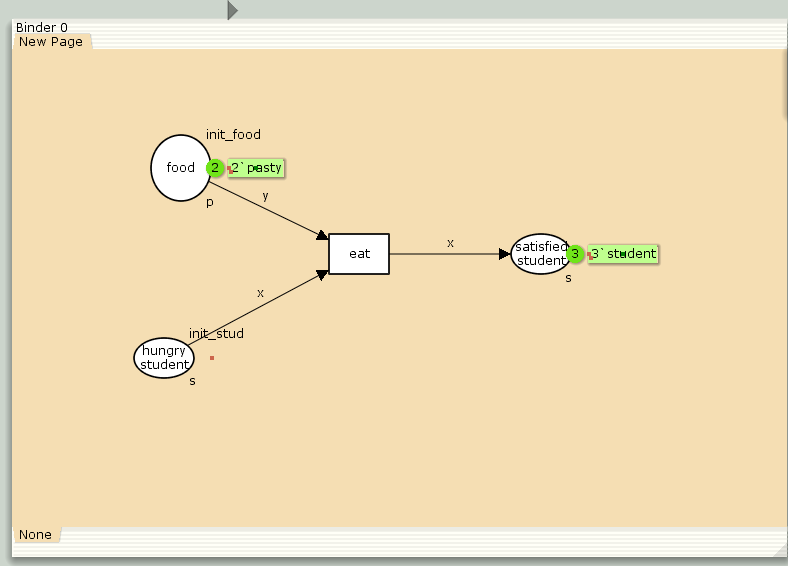 Binder 0
New Page
init_food
food
2
2`pasty
p
y
eat
x
satisfied
student
3
3`student
s
x
init_stud
hungry
student
s
None